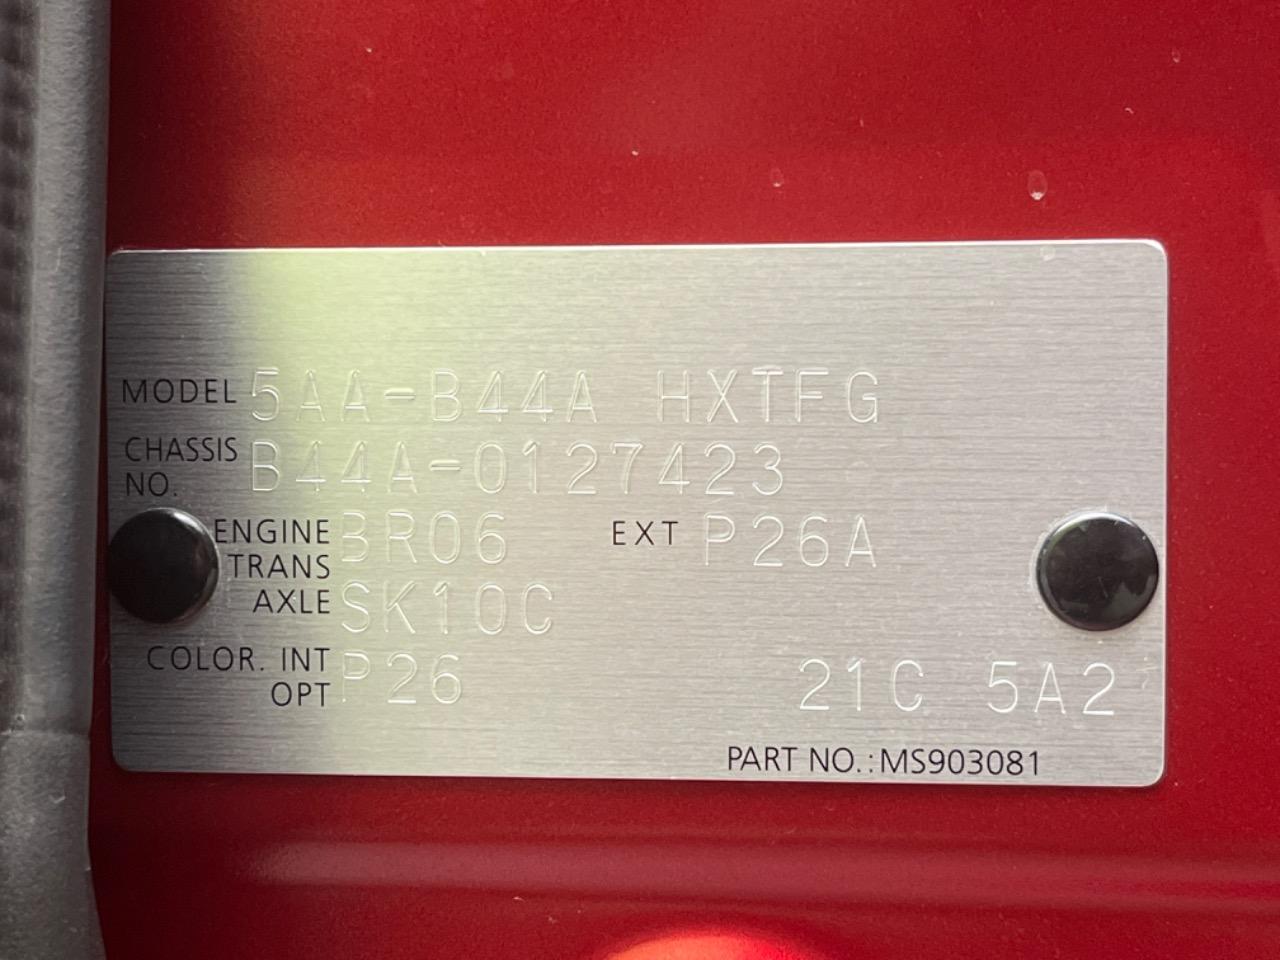 MODEL 5AA-B44A HXTFG
CHASSIS NO. B44A-0127423
ENGINE BR06 EXT P26A
TRANS
AXLE SK10C
COLOR. INT P26
OPT 21C 5A2
PART NO.:MS903081